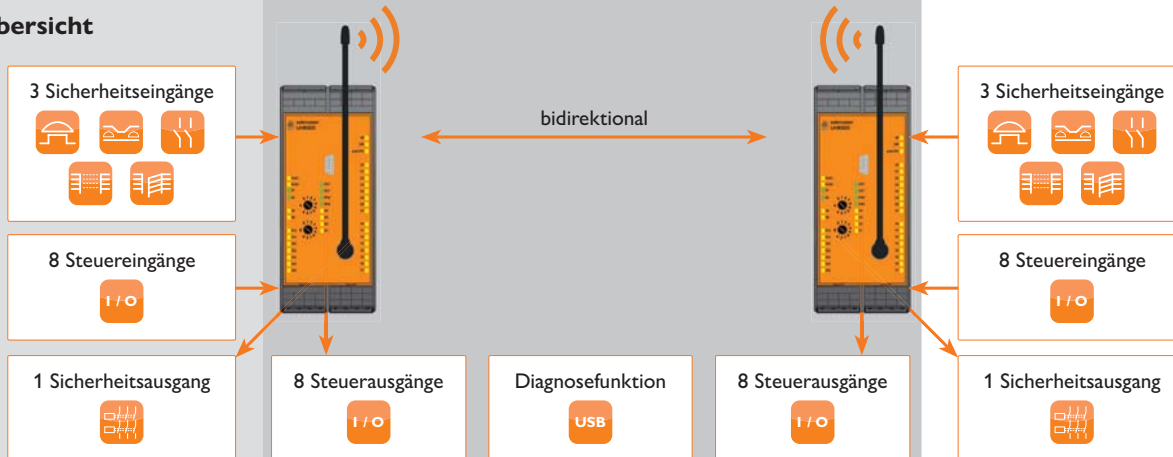 bersicht
3 Sicherheitseingänge
bidirektional
3 Sicherheitseingänge
8 Steuereingänge
I / O
8 Steuereingänge
I / O
1 Sicherheitsausgang
8 Steuerausgänge
I / O
Diagnosefunktion
USB
8 Steuerausgänge
I / O
1 Sicherheitsausgang